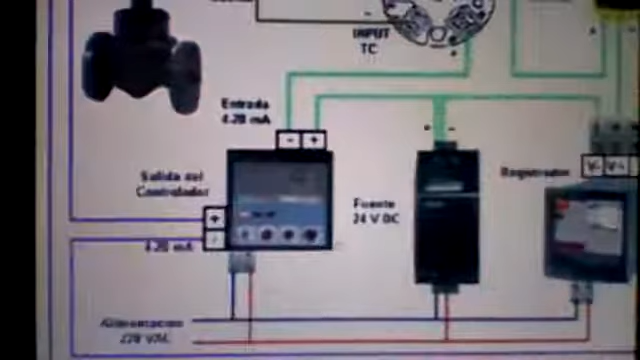 INPUT
TC
Entrada
4-20 mA
- +
Salida del
Controlador
+
-
4-20 mA
Fuente
24 V DC
+ -
Registrador
V- V+
Alimentacion
220 VAC